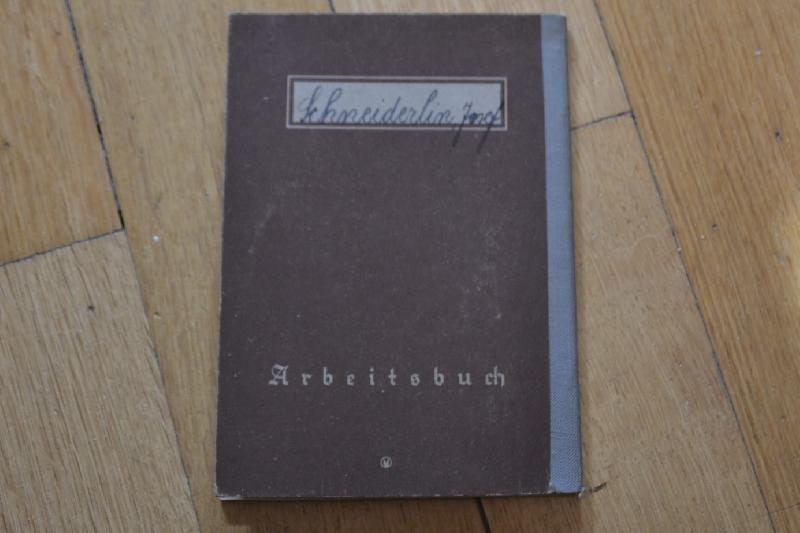 Schneiderlin, Josef
Arbeitsbuch